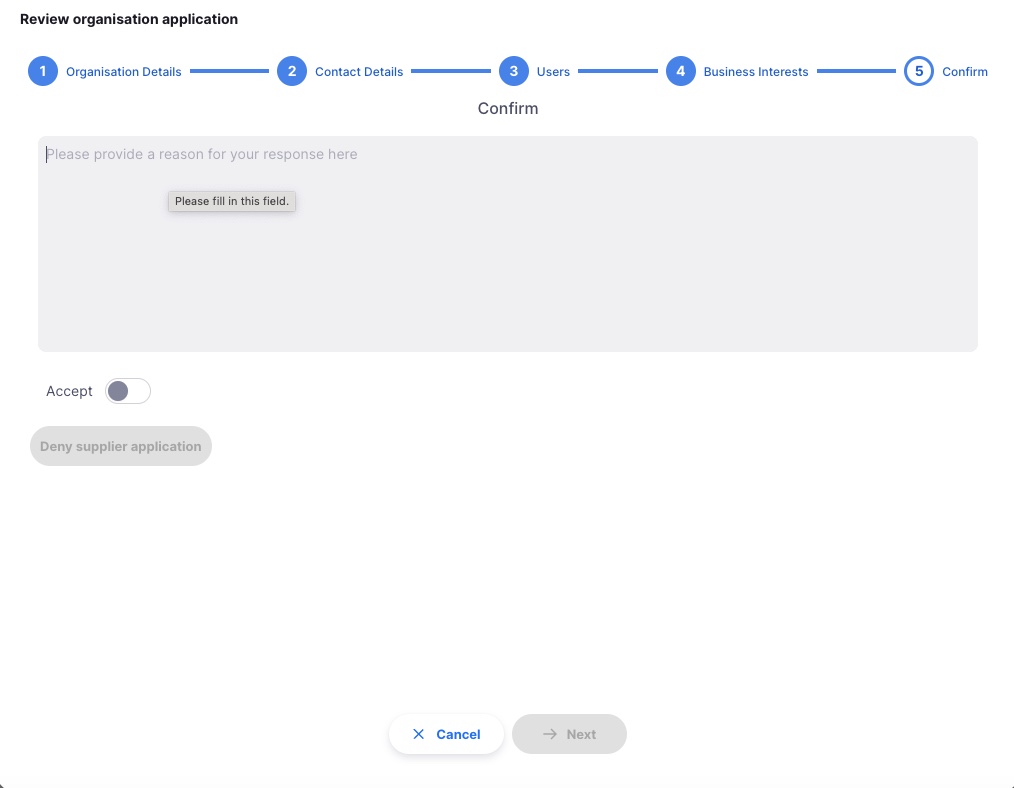 Review organisation application
1 Organisation Details 2 Contact Details 3 Users 4 Business Interests 5 Confirm
Confirm
Please provide a reason for your response here
Please fill in this field.
Accept
Deny supplier application
Cancel Next